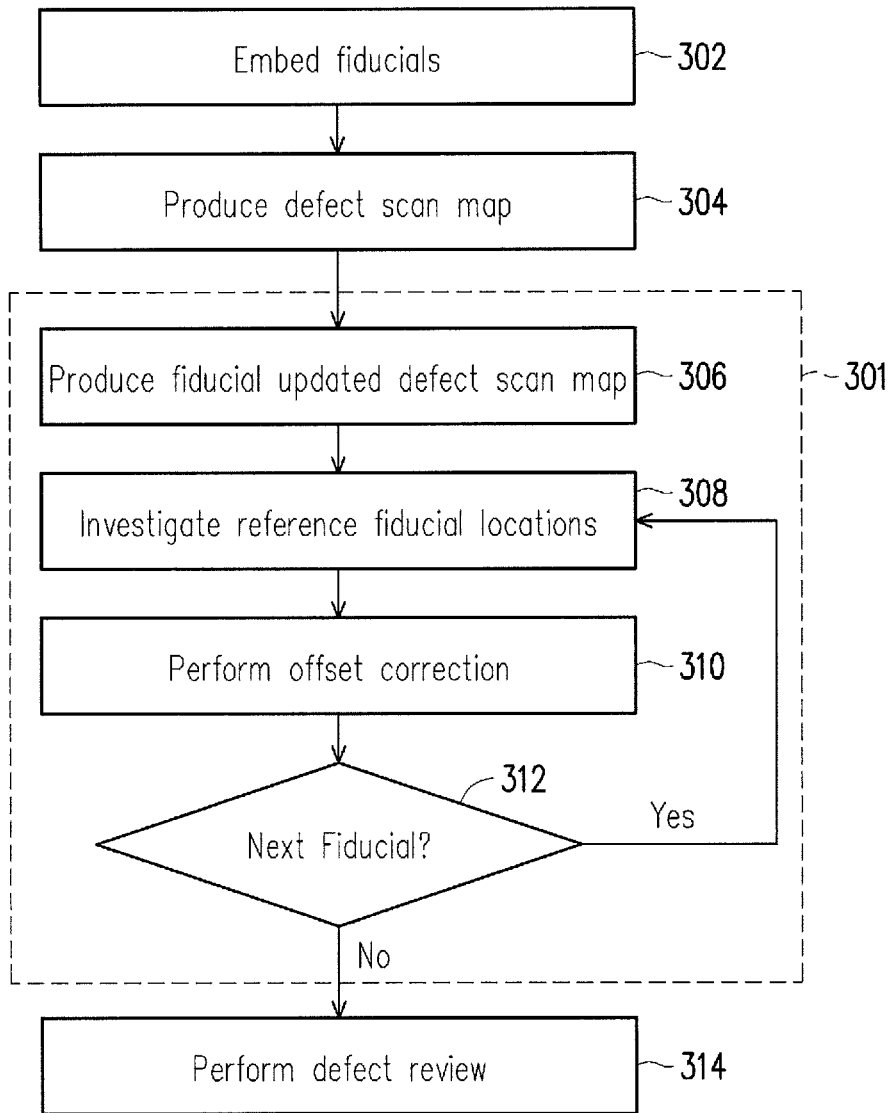 Embed fiducials
302
Produce defect scan map
304
Produce fiducial updated defect scan map
306
301
Investigate reference fiducial locations
308
Perform offset correction
310
312
Next Fiducial?
Yes
No
Perform defect review
314